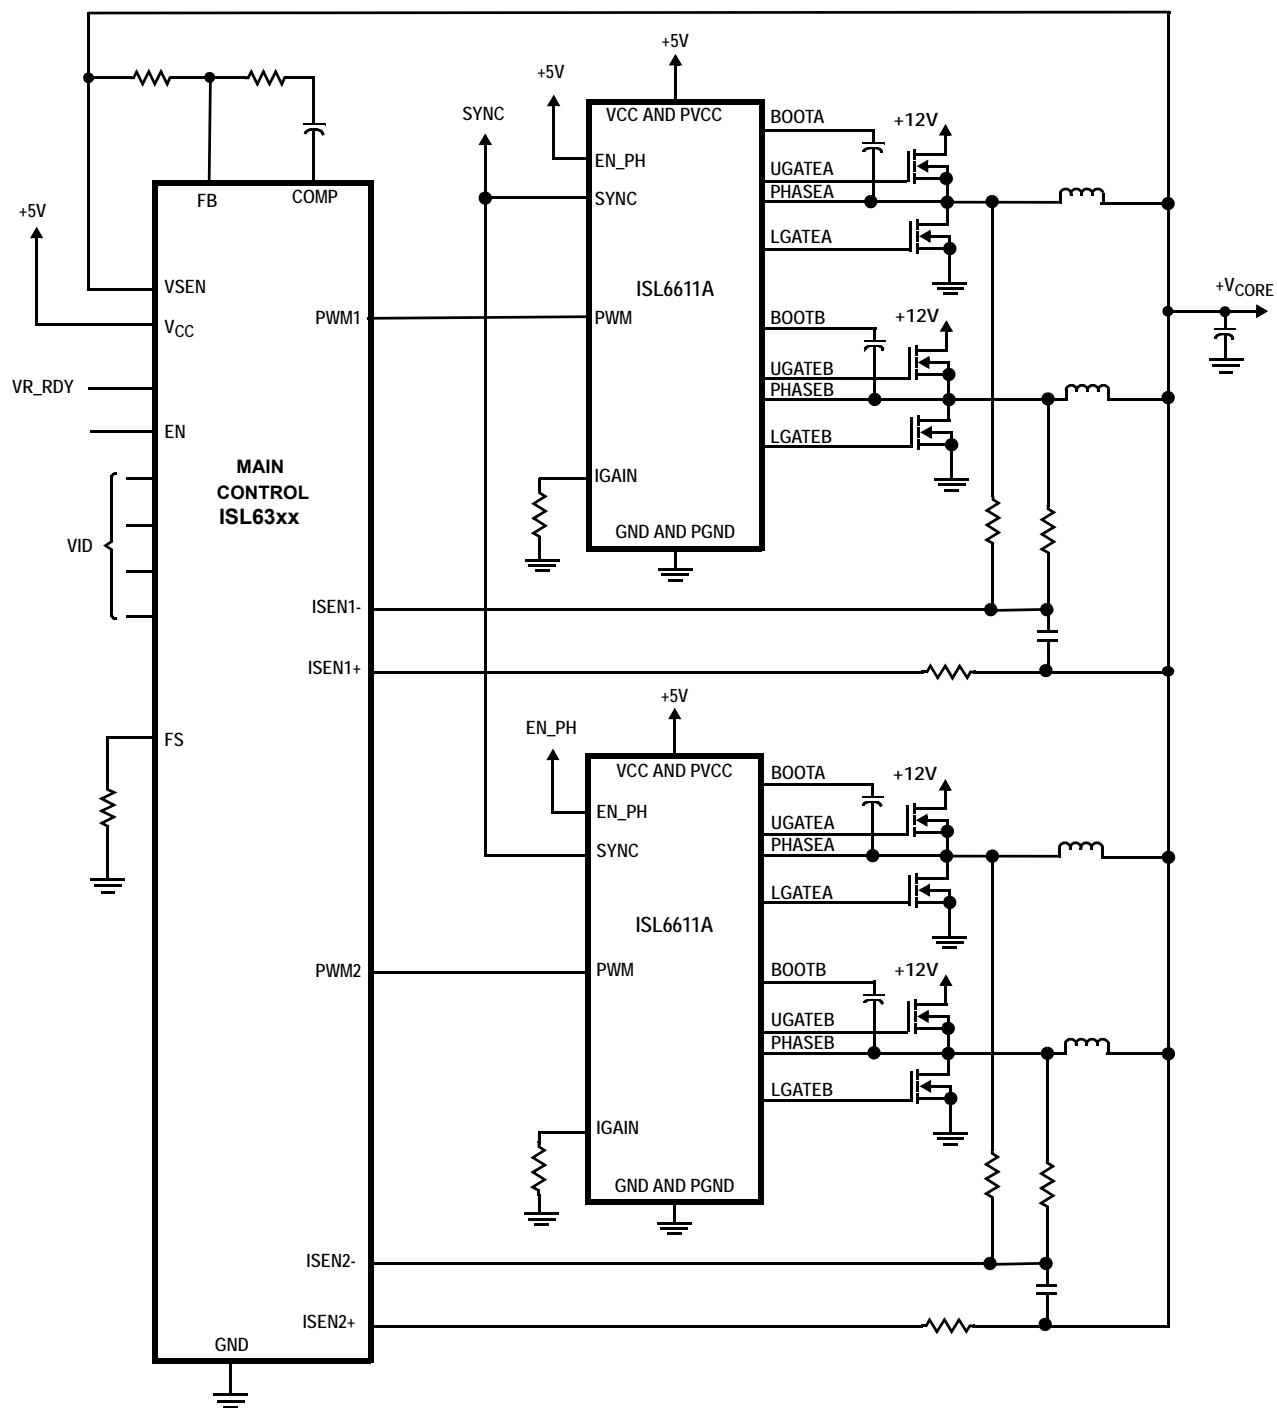 +5V
+5V
SYNC
VCC AND PVCC
EN_PH
SYNC
ISL6611A
PWM
IGAIN
GND AND PGND
BOOTA
+12V
UGATEA
PHASEA
LGATEA
BOOTB
+12V
UGATEB
PHASEB
LGATEB
+VCORE
FB
COMP
+5V
VSEN
VCC
PWM1
VR_RDY
EN
MAIN
CONTROL
ISL63xx
VID
ISEN1-
ISEN1+
FS
PWM2
ISEN2-
ISEN2+
GND
+5V
EN_PH
VCC AND PVCC
EN_PH
SYNC
ISL6611A
PWM
IGAIN
GND AND PGND
BOOTA
+12V
UGATEA
PHASEA
LGATEA
BOOTB
+12V
UGATEB
PHASEB
LGATEB